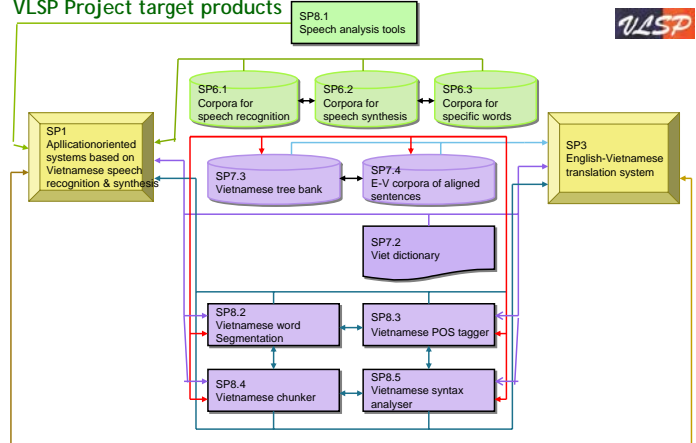 VLSP Project target products
VLSP
SP8.1
Speech analysis tools
SP6.1
Corpora for
speech recognition
SP6.2
Corpora for
speech synthesis
SP6.3
Corpora for
specific words
SP1
Apllicationoriented
systems based on
Vietnamese speech
recognition & synthesis
SP3
English-Vietnamese
translation system
SP7.3
Vietnamese tree bank
SP7.4
E-V corpora of aligned
sentences
SP7.2
Viet dictionary
SP8.2
Vietnamese word
Segmentation
SP8.3
Vietnamese POS tagger
SP8.4
Vietnamese chunker
SP8.5
Vietnamese syntax
analyser